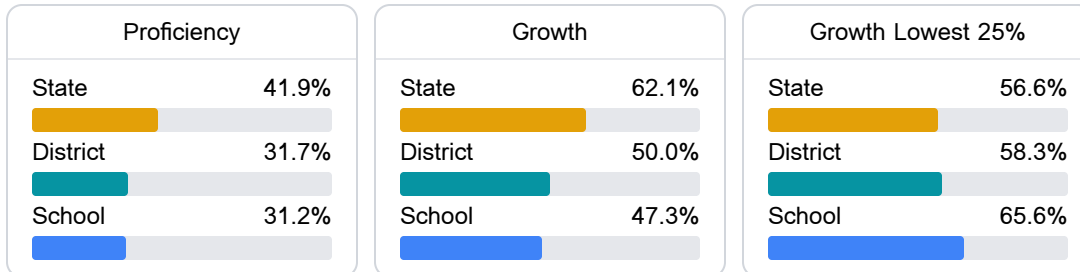 Proficiency
State 41.9%
District 31.7%
School 31.2%
Growth
State 62.1%
District 50.0%
School 47.3%
Growth Lowest 25%
State 56.6%
District 58.3%
School 65.6%